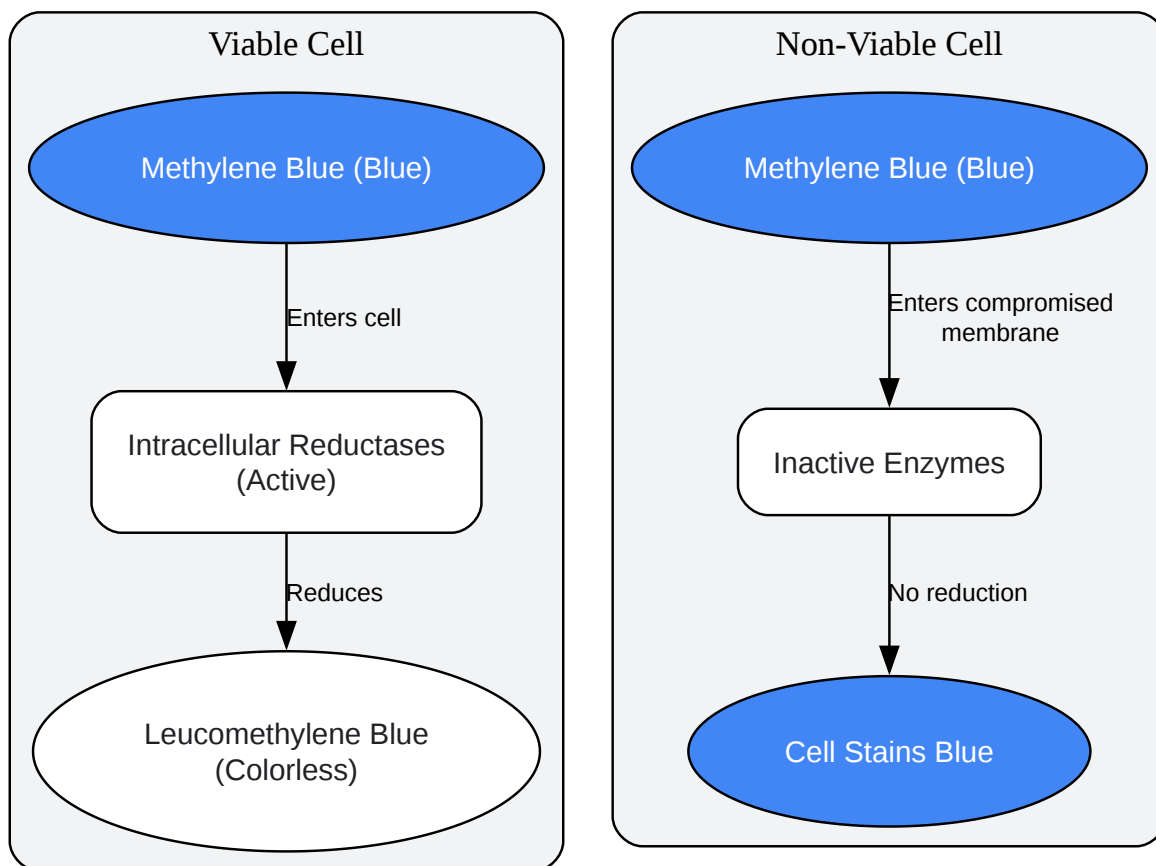 Viable Cell
Methylene Blue (Blue)
Enters cell
Intracellular Reductases
(Active)
Reduces
Leucomethylene Blue
(Colorless)
Non-Viable Cell
Methylene Blue (Blue)
Enters compromised
membrane
Inactive Enzymes
No reduction
Cell Stains Blue